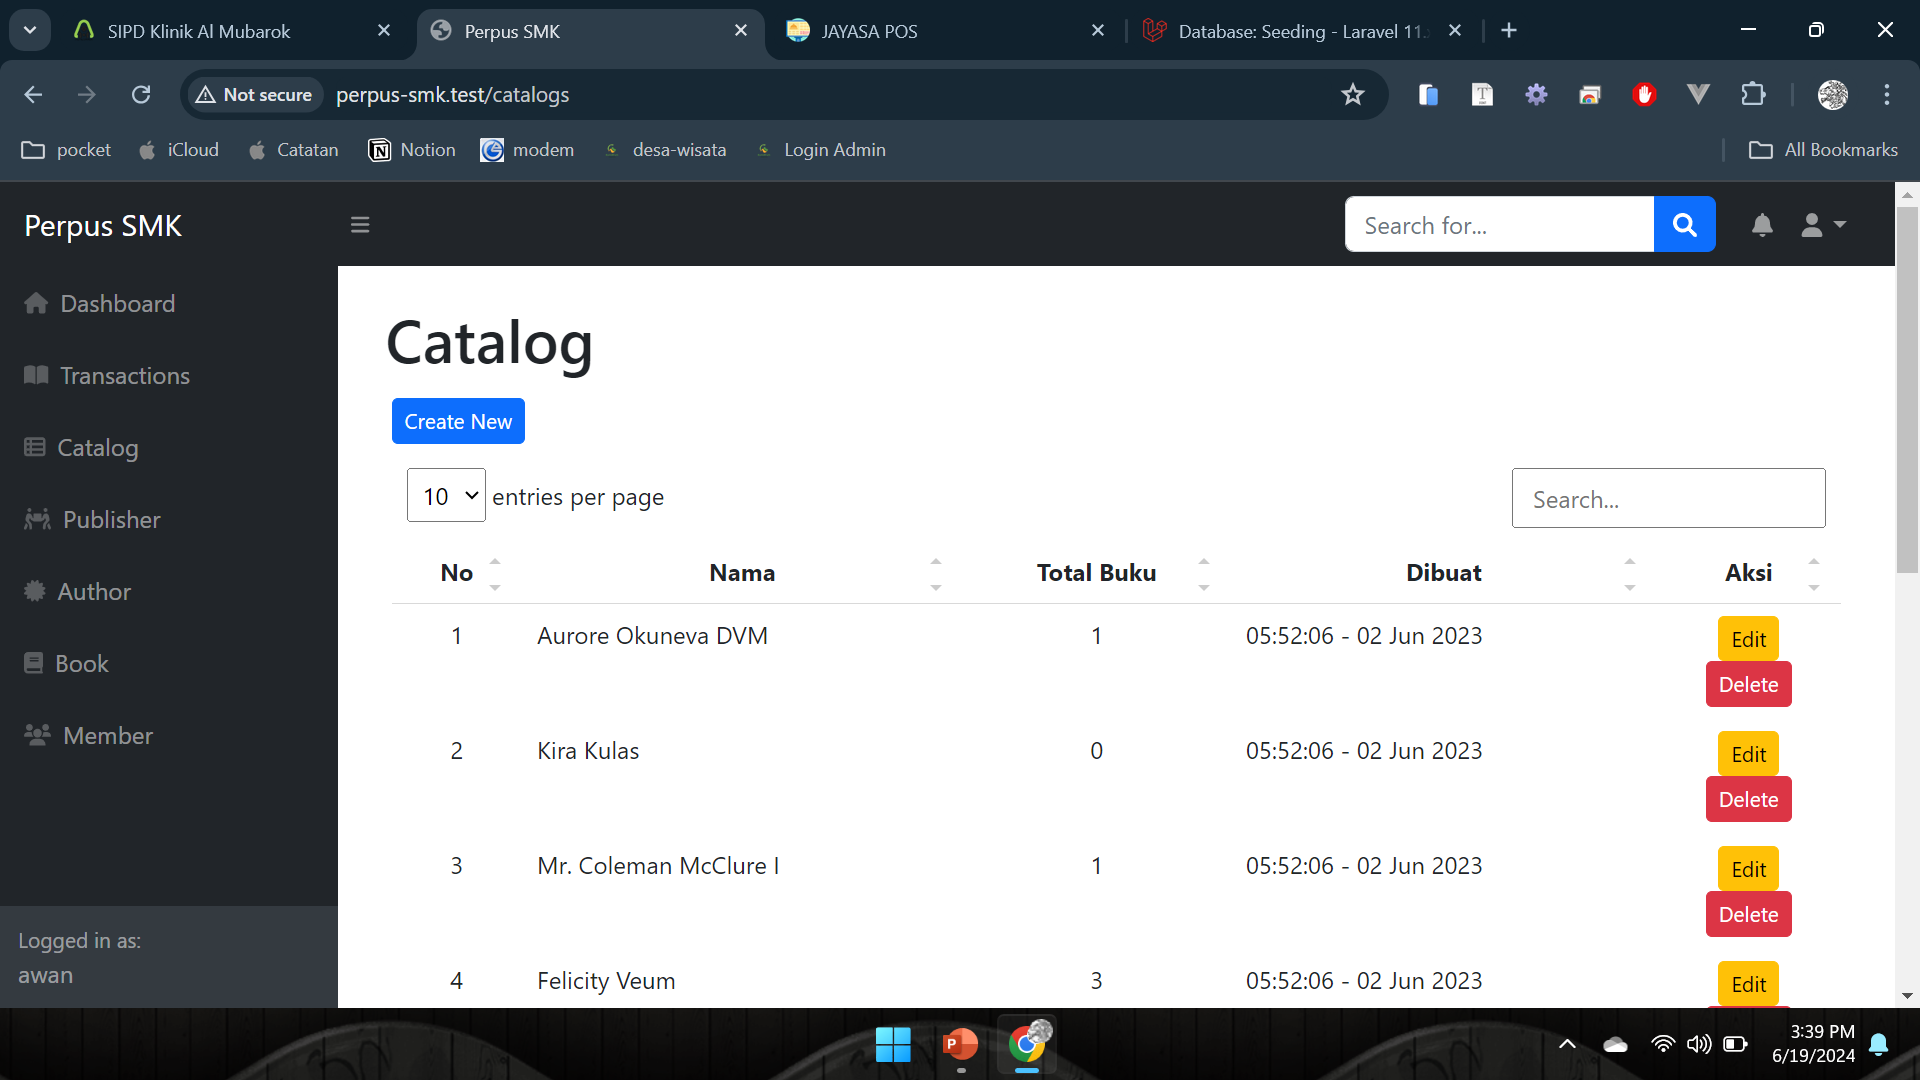 SIPD Klinik Al Mubarok
Perpus SMK
JAYASA POS
Database: Seeding - Laravel 11.
Not secure
perpus-smk.test/catalogs
pocket
iCloud
Catatan
Notion
modem
desa-wisata
Login Admin
All Bookmarks
Perpus SMK
Search for...
Dashboard
Transactions
Catalog
Publisher
Author
Book
Member
Logged in as:
awan
Catalog
Create New
10 entries per page
Search...
No Nama Total Buku Dibuat Aksi
1 Aurore Okuneva DVM 1 05:52:06 - 02 Jun 2023 Edit
Delete
2 Kira Kulas 0 05:52:06 - 02 Jun 2023 Edit
Delete
3 Mr. Coleman McClure I 1 05:52:06 - 02 Jun 2023 Edit
Delete
4 Felicity Veum 3 05:52:06 - 02 Jun 2023 Edit
3:39 PM
6/19/2024